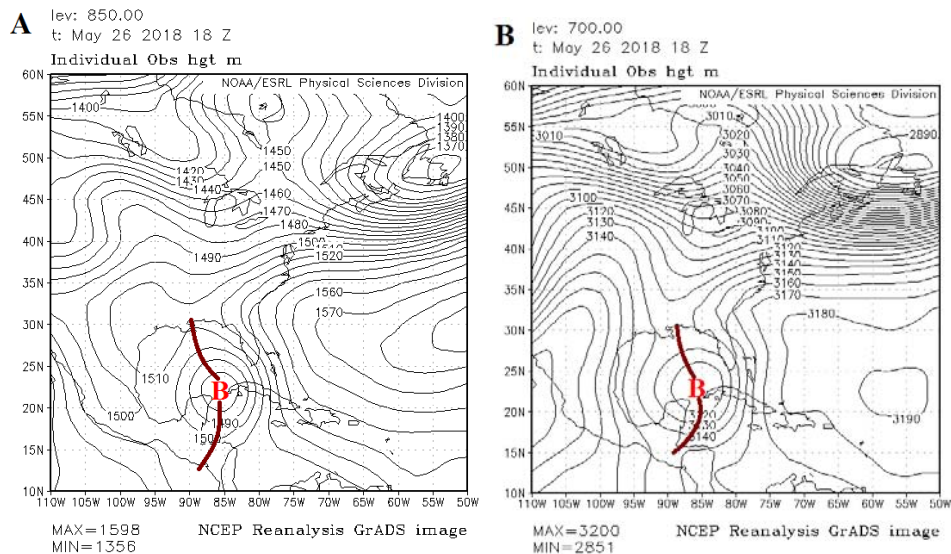 A
lev: 850.00
t: May 26 2018 18 Z
Individual Obs hgt m
NOAA/ESRL Physical Sciences Division
60N
55N
50N
45N
40N
35N
30N
25N
20N
15N
10N
1400
1400
1390
1380
1370
1450
1450
1420
1430
1440
1460
1470
1480
1490
1500
1520
1560
1570
1510
1500
1490
B
110W 105W 100W 95W 90W 85W 80W 75W 70W 65W 60W 55W 50W
MAX=1598
MIN=1356
NCEP Reanalysis GrADS image
B
lev: 700.00
t: May 26 2018 18 Z
Individual Obs hgt m
NOAA/ESRL Physical Sciences Division
60N
55N
50N
45N
40N
35N
30N
25N
20N
15N
10N
3010
3010
3020
3030
3040
3050
3060
3070
3080
3090
2890
3100
3120
3130
3140
3110
3120
3130
3140
3150
3160
3170
3180
3190
B
3130
3140
110W 105W 100W 95W 90W 85W 80W 75W 70W 65W 60W 55W 50W
MAX=3200
MIN=2851
NCEP Reanalysis GrADS image